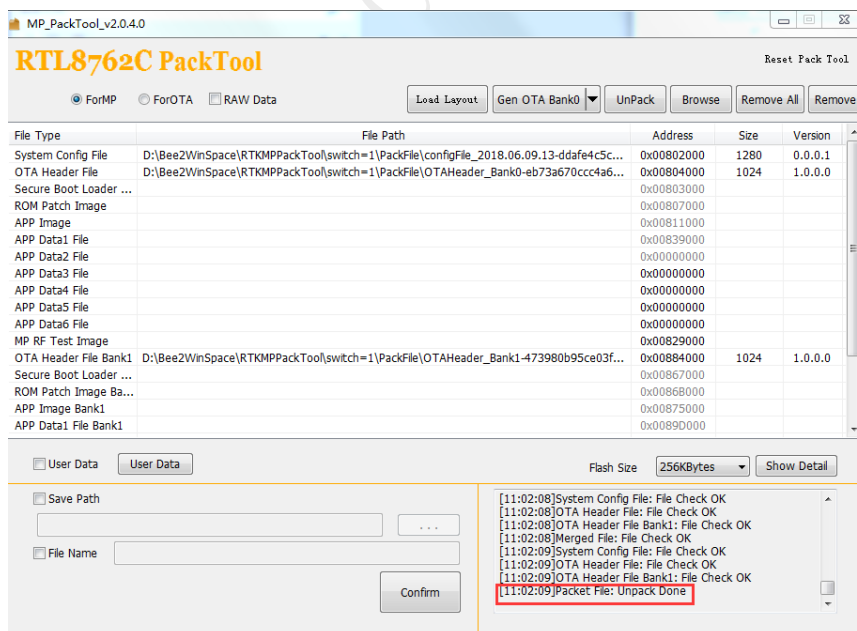 MP_PackTool_v2.0.4.0
RTL8762C PackTool
Reset Pack Tool
ForMP ForOTA RAW Data Load Layout Gen OTA Bank0 UnPack Browse Remove All Remove
File Type File Path Address Size Version
System Config File D:\Bee2WinSpace\RTKMPPackTool\switch=1\PackFile\configFile_2018.06.09.13-ddafe4c5c... 0x00802000 1280 0.0.0.1
OTA Header File D:\Bee2WinSpace\RTKMPPackTool\switch=1\PackFile\OTAHeader_Bank0-eb73a670ccc4a6... 0x00804000 1024 1.0.0.0
Secure Boot Loader ... 0x00803000
ROM Patch Image 0x00807000
APP Image 0x00811000
APP Data1 File 0x00839000
APP Data2 File 0x00000000
APP Data3 File 0x00000000
APP Data4 File 0x00000000
APP Data5 File 0x00000000
APP Data6 File 0x00000000
MP RF Test Image 0x00829000
OTA Header File Bank1 D:\Bee2WinSpace\RTKMPPackTool\switch=1\PackFile\OTAHeader_Bank1-473980b95ce03f... 0x00884000 1024 1.0.0.0
Secure Boot Loader ... 0x00867000
ROM Patch Image Ba... 0x0086B000
APP Image Bank1 0x00875000
APP Data1 File Bank1 0x0089D000
User Data User Data Flash Size 256KBytes Show Detail
Save Path
...
File Name
Confirm
[11:02:08]System Config File: File Check OK
[11:02:08]OTA Header File: File Check OK
[11:02:08]OTA Header File Bank1: File Check OK
[11:02:08]Merged File: File Check OK
[11:02:09]System Config File: File Check OK
[11:02:09]OTA Header File: File Check OK
[11:02:09]OTA Header File Bank1: File Check OK
[11:02:09]Packet File: Unpack Done